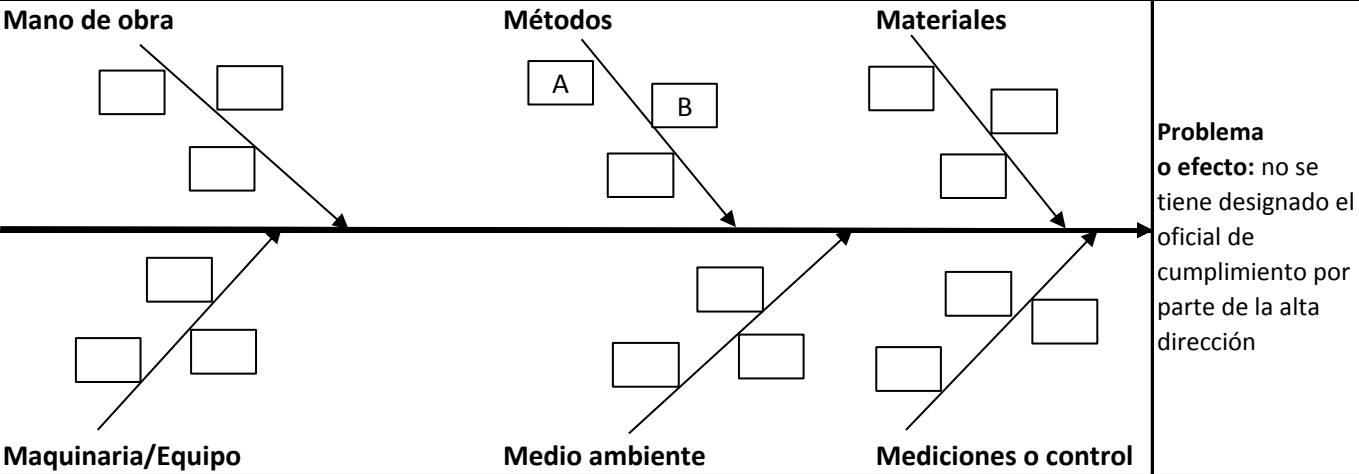 Mano de obra
Métodos
Materiales
A
B
Problema
o efecto: no se
tiene designado el
oficial de
cumplimiento por
parte de la alta
dirección
Maquinaria/Equipo
Medio ambiente
Mediciones o control